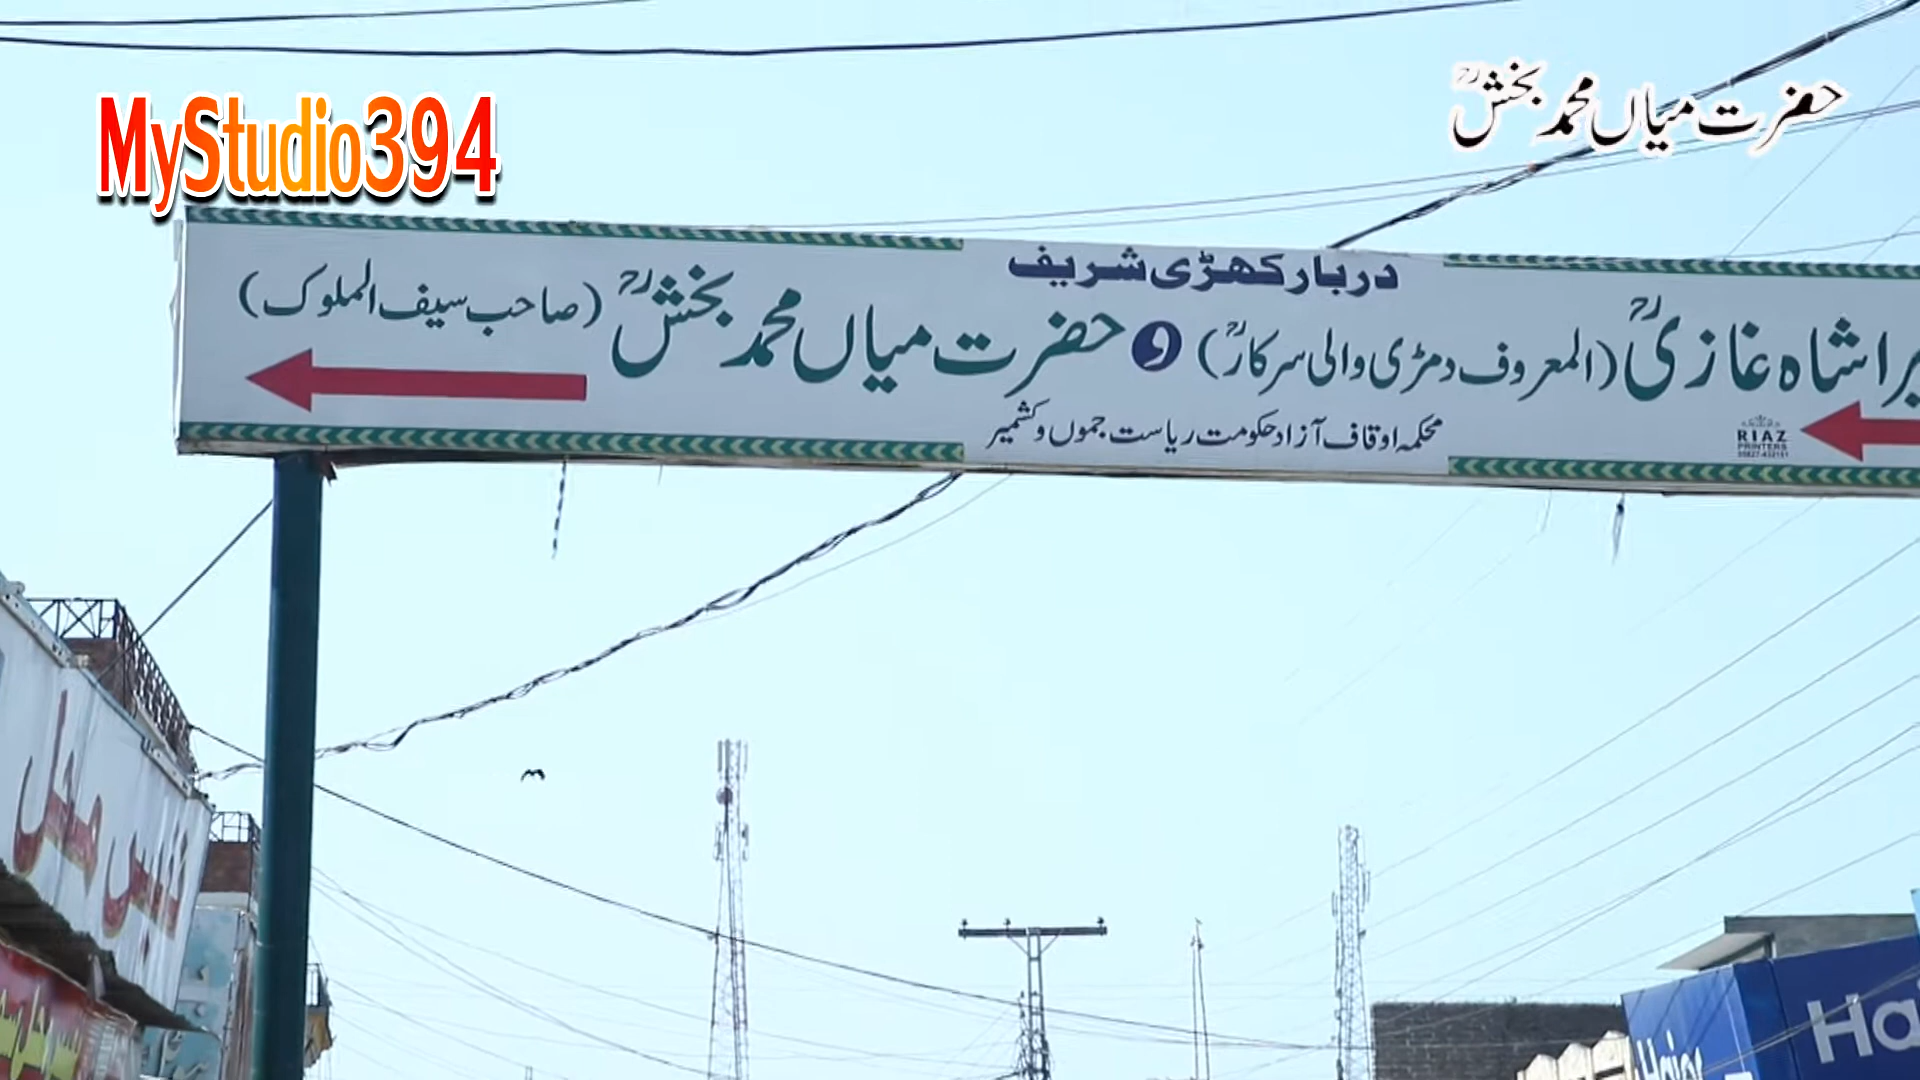 MyStudio394
حضرت میاں محمد بخشؒ
دربار کھڑی شریف
شاہ غازیؒ (المعروف دمڑی والی سرکارؒ) و حضرت میاں محمد بخشؒ (صاحب سیف الملوک)
محکمہ اوقاف آزاد حکومت ریاست جموں و کشمیر
RIAZ
PRINTERS
محل